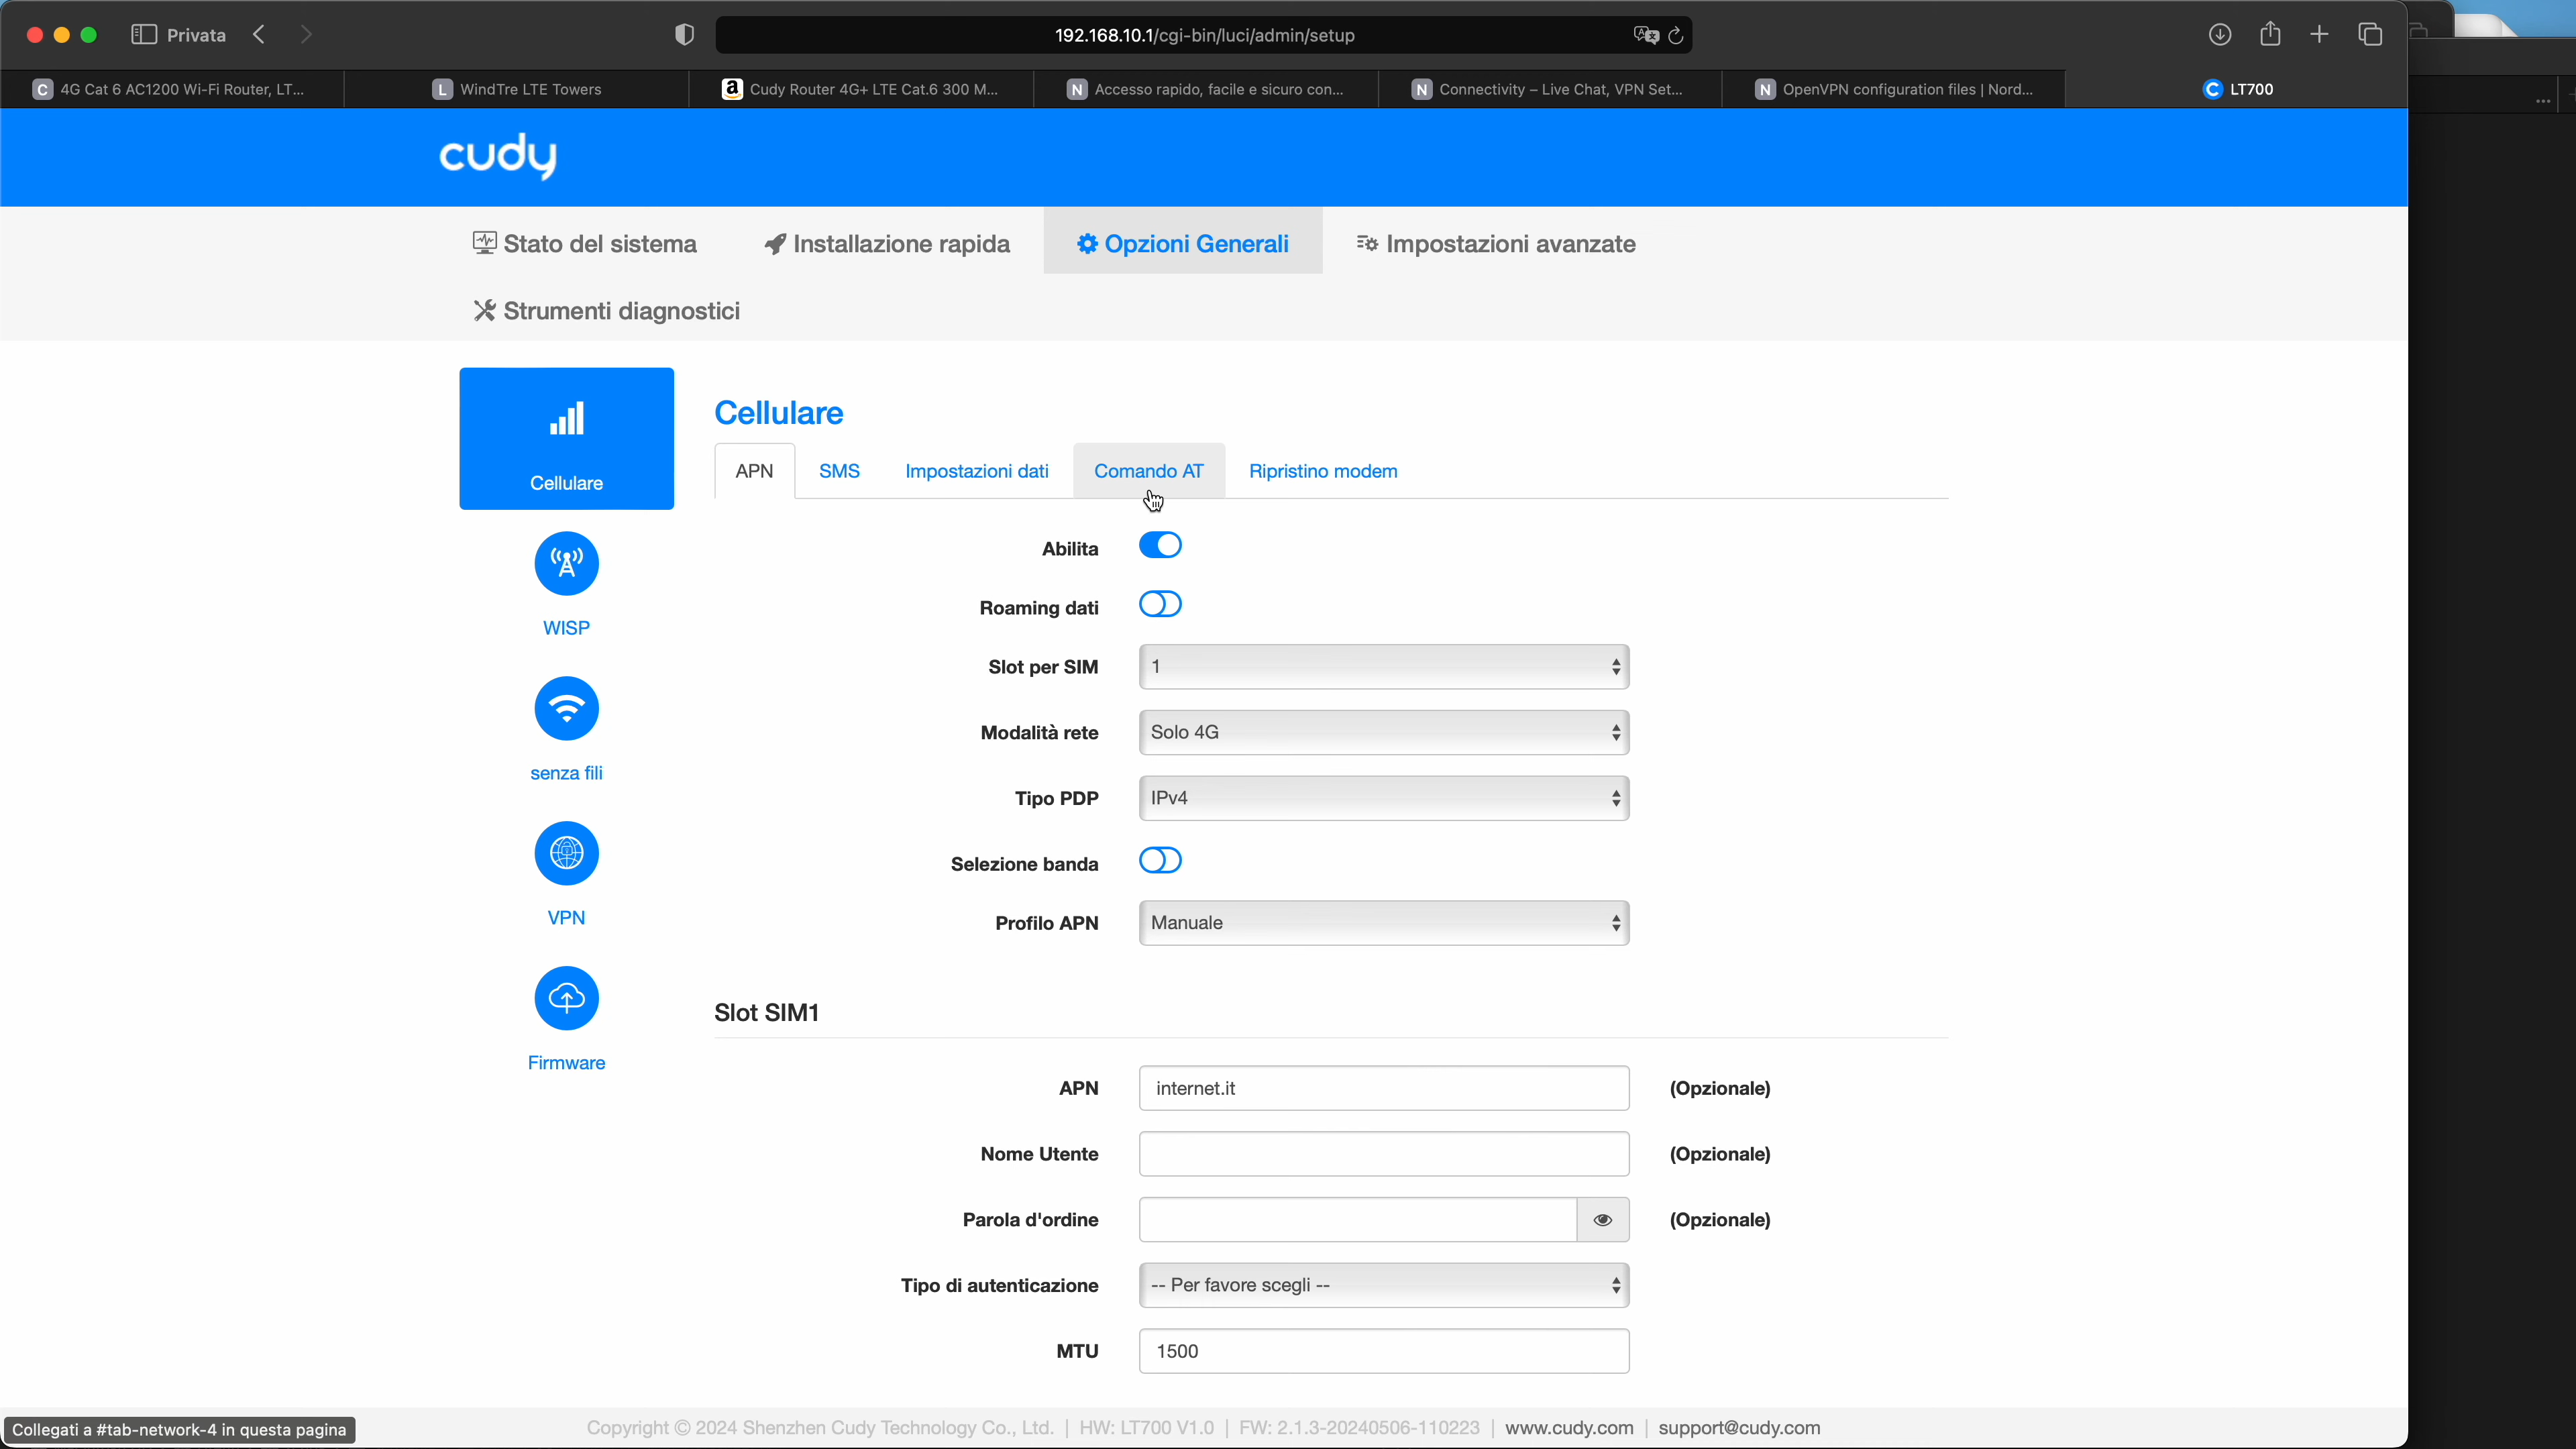 Privata
192.168.10.1/cgi-bin/luci/admin/setup
4G Cat 6 AC1200 Wi-Fi Router, LT...
WindTre LTE Towers
Cudy Router 4G+ LTE Cat.6 300 M...
Accesso rapido, facile e sicuro con...
Connectivity – Live Chat, VPN Set...
OpenVPN configuration files | Nord...
LT700
cudy
Stato del sistema
Installazione rapida
Opzioni Generali
Impostazioni avanzate
Strumenti diagnostici
Cellulare
WISP
senza fili
VPN
Firmware
Cellulare
APN
SMS
Impostazioni dati
Comando AT
Ripristino modem
Abilita
Roaming dati
Slot per SIM 1
Modalità rete Solo 4G
Tipo PDP IPv4
Selezione banda
Profilo APN Manuale
Slot SIM1
APN internet.it (Opzionale)
Nome Utente (Opzionale)
Parola d'ordine (Opzionale)
Tipo di autenticazione -- Per favore scegli --
MTU 1500
Collegati a #tab-network-4 in questa pagina
Copyright © 2024 Shenzhen Cudy Technology Co., Ltd. | HW: LT700 V1.0 | FW: 2.1.3-20240506-110223 | www.cudy.com | support@cudy.com